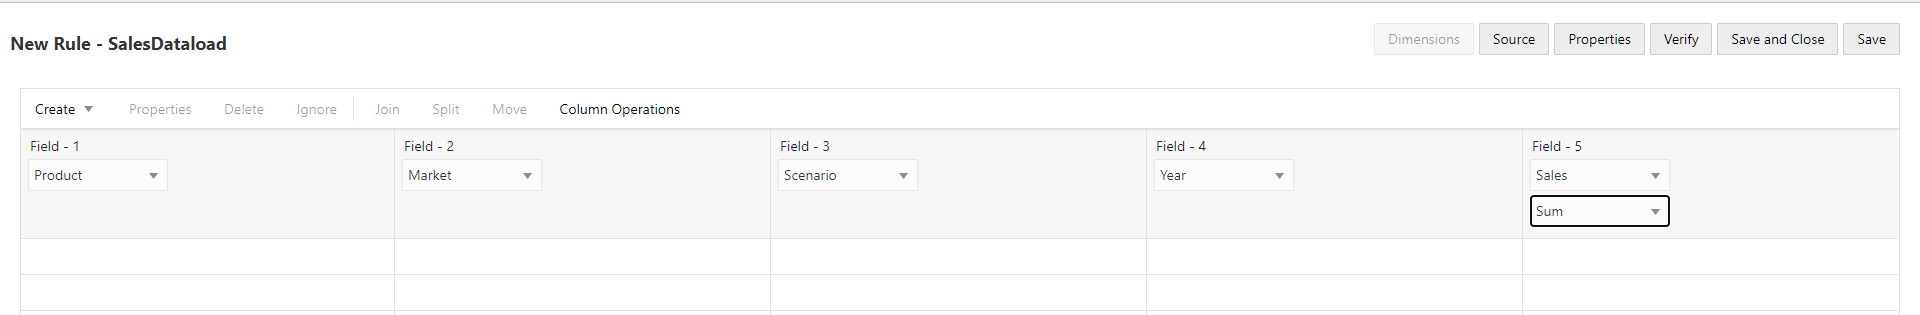 New Rule - SalesDataload
Dimensions Source Properties Verify Save and Close Save
Create Properties Delete Ignore Join Split Move Column Operations
Field - 1 Field - 2 Field - 3 Field - 4 Field - 5
Product Market Scenario Year Sales
Sum